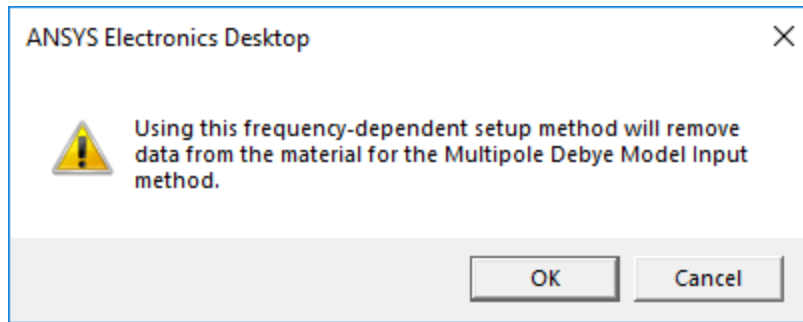 ANSYS Electronics Desktop
Using this frequency-dependent setup method will remove
data from the material for the Multipole Debye Model Input
method.
OK
Cancel